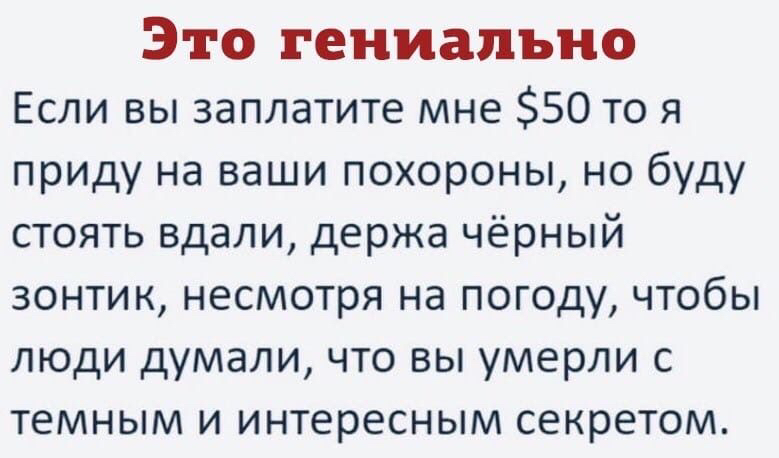 Это гениально
Если вы заплатите мне $50 то я
приду на ваши похороны, но буду
стоять вдали, держа чёрный
зонтик, несмотря на погоду, чтобы
люди думали, что вы умерли с
темным и интересным секретом.